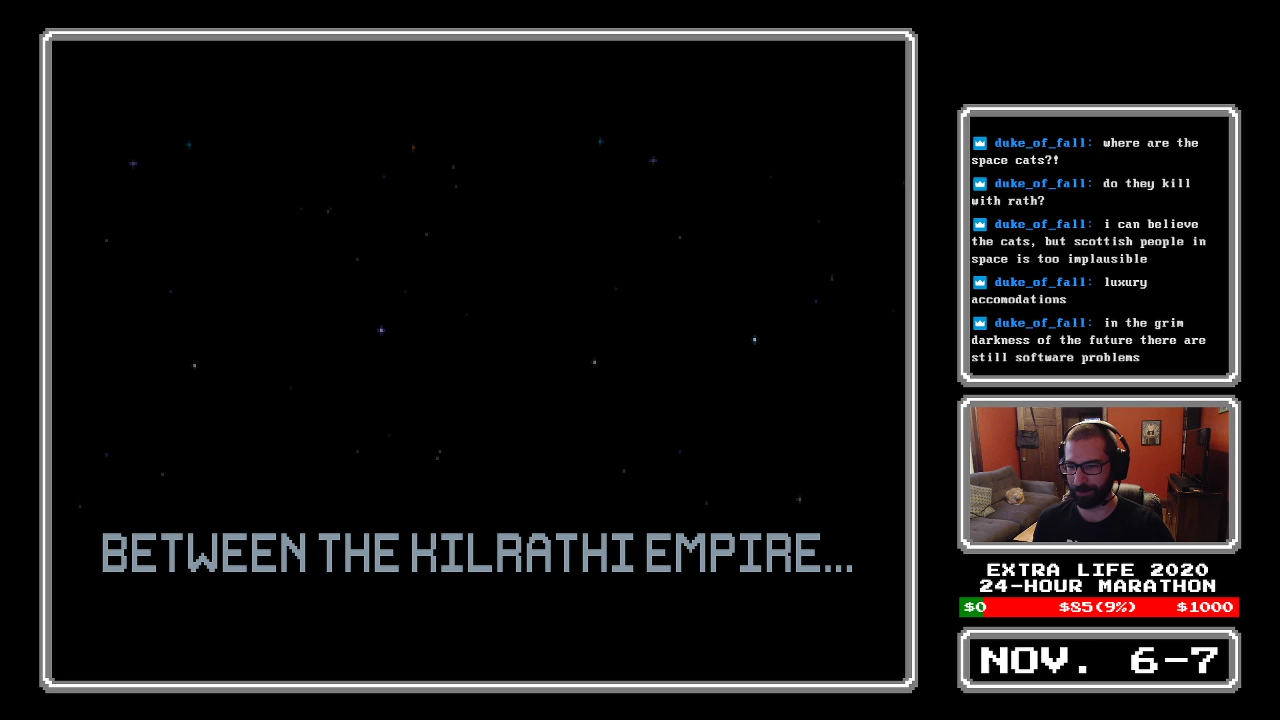 BETWEEN THE KILRATHI EMPIRE...
duke_of_fall: where are the
space cats?!
duke_of_fall: do they kill
with rath?
duke_of_fall: i can believe
the cats, but scottish people in
space is too implausible
duke_of_fall: luxury
accomodations
duke_of_fall: in the grim
darkness of the future there are
still software problems
EXTRA LIFE 2020
24-HOUR MARATHON
$0 $85(9%) $1000
NOV. 6-7